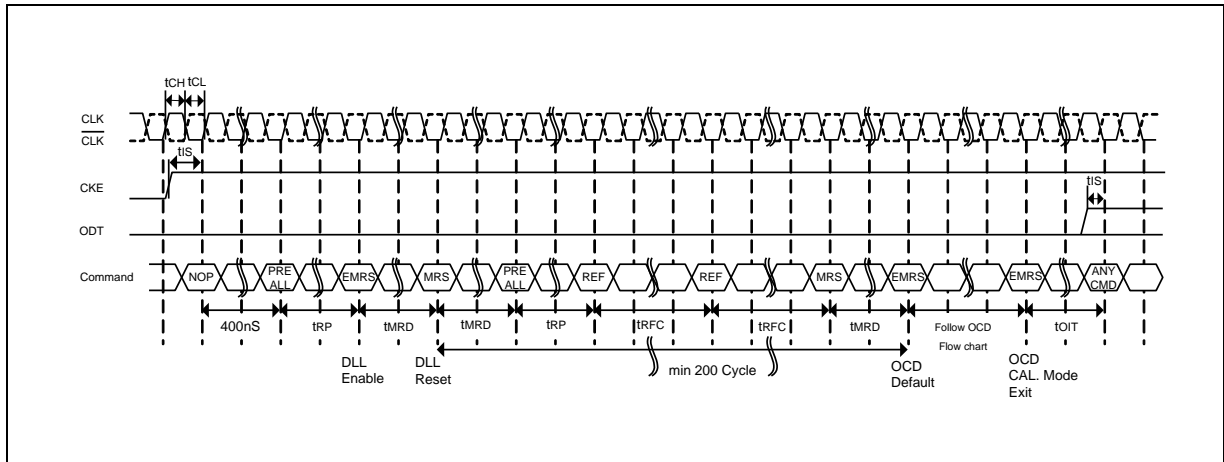 tCH tCL
CLK
CLK
tIS
CKE
tIS
ODT
Command NOP PRE ALL EMRS MRS PRE ALL REF REF MRS EMRS EMRS ANY CMD
400nS tRP tMRD tMRD tRP tRFC tRFC tMRD Follow OCD Flow chart tOIT
DLL Enable
DLL Reset
min 200 Cycle
OCD Default
OCD CAL. Mode Exit